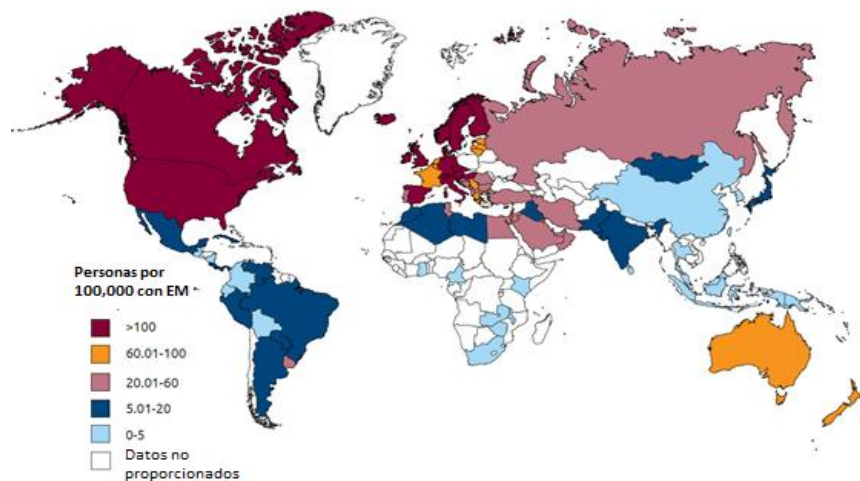 Personas por
100,000 con EM
>100
60.01-100
20.01-60
5.01-20
0-5
Datos no
proporcionados